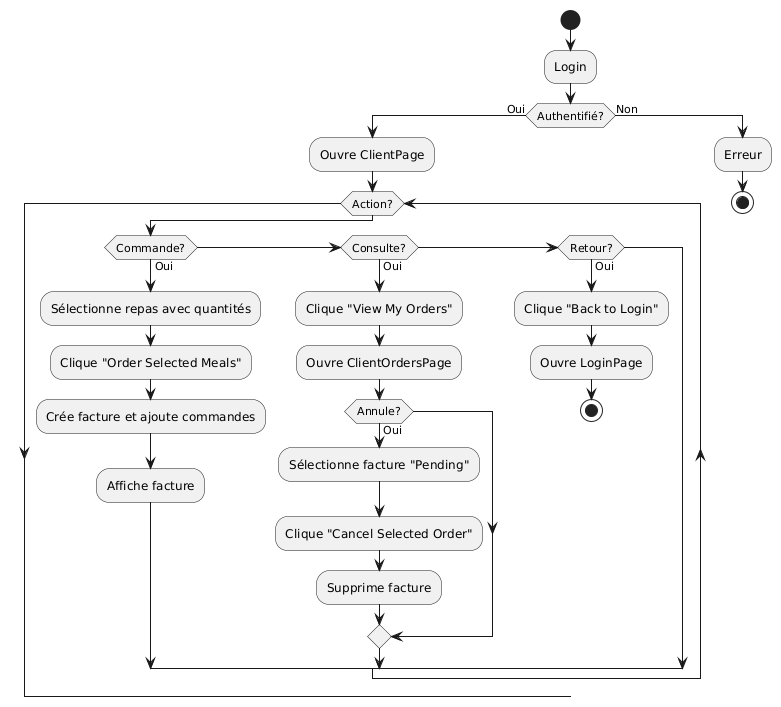 Login
Oui
Authentifié?
Non
Ouvre ClientPage
Erreur
Action?
Commande?
Consulte?
Retour?
Oui
Oui
Oui
Sélectionne repas avec quantités
Clique "View My Orders"
Clique "Back to Login"
Clique "Order Selected Meals"
Ouvre ClientOrdersPage
Ouvre LoginPage
Crée facture et ajoute commandes
Annule?
Oui
Sélectionne facture "Pending"
Affiche facture
Clique "Cancel Selected Order"
Supprime facture